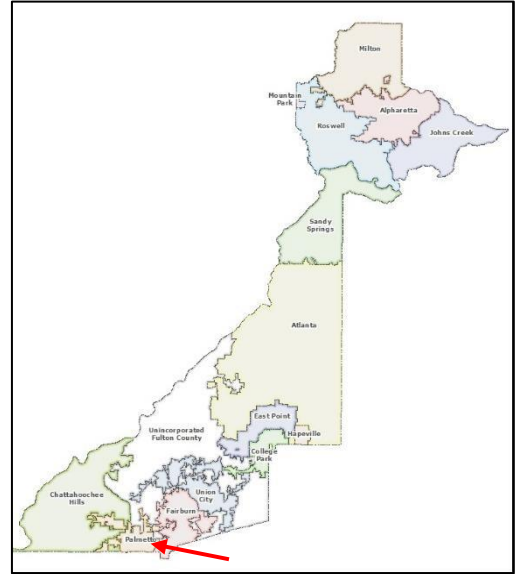 Milton
Mountain
Park
Alpharetta
Roswell
Johns Creek
Sandy
Springs
Atlanta
East Point
Unincorporated
Fulton County
Hapeville
College
Park
Chattahoochee
Hills
Union
City
Fairburn
Palmetto